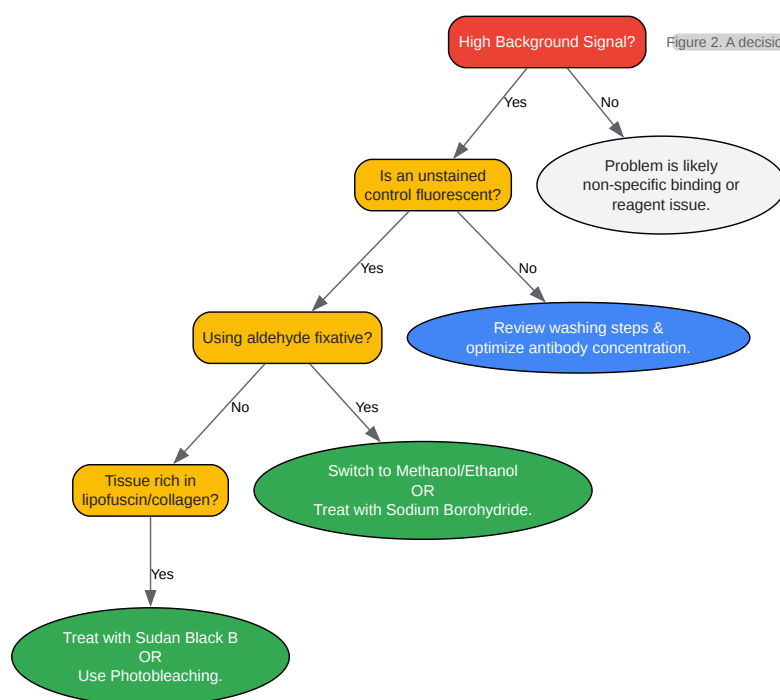 High Background Signal?
Figure 2. A decisio
Yes
No
Is an unstained
control fluorescent?
Problem is likely
non-specific binding or
reagent issue.
Yes
No
Using aldehyde fixative?
Review washing steps &
optimize antibody concentration.
No
Yes
Tissue rich in
lipofuscin/collagen?
Switch to Methanol/Ethanol
OR
Treat with Sodium Borohydride.
Yes
Treat with Sudan Black B
OR
Use Photobleaching.